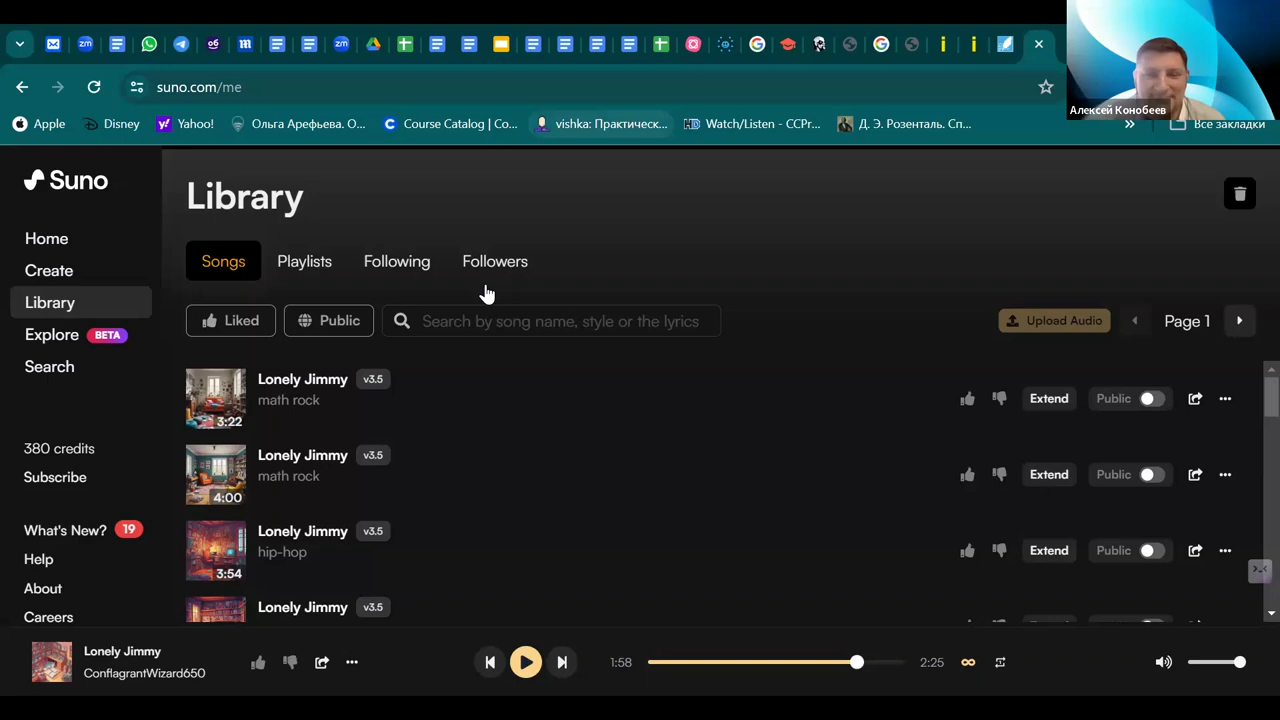 suno.com/me
Алексей Конобеев
Apple
Disney
Yahoo!
Ольга Арефьева. О...
Course Catalog | Co...
vishka: Практическ...
Watch/Listen - CCPr...
Д. Э. Розенталь. Сп...
»
Все закладки
Suno
Library
Home
Create
Library
Explore BETA
Search
380 credits
Subscribe
What's New? 19
Help
About
Careers
Songs Playlists Following Followers
Liked Public Search by song name, style or the lyrics Upload Audio Page 1
Lonely Jimmy v3.5
math rock
3:22
Extend Public
Lonely Jimmy v3.5
math rock
4:00
Extend Public
Lonely Jimmy v3.5
hip-hop
3:54
Extend Public
Lonely Jimmy v3.5
Lonely Jimmy
ConflagrantWizard650
1:58 2:25